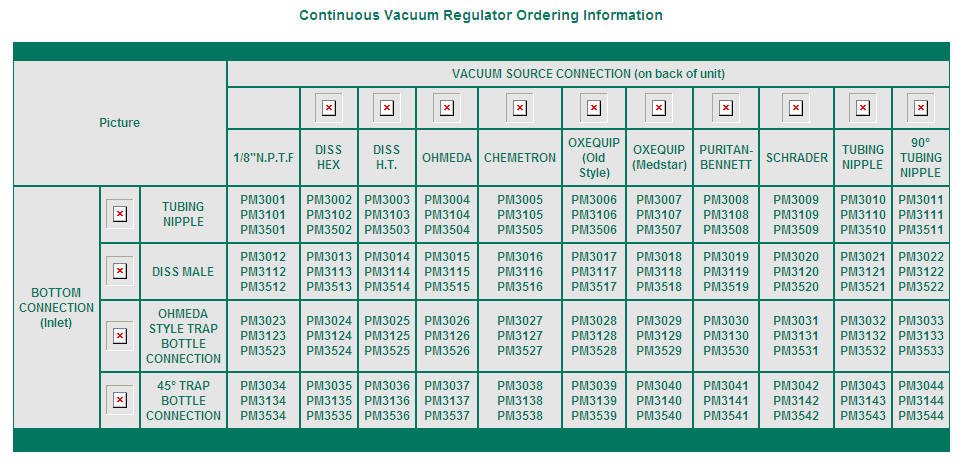 Continuous Vacuum Regulator Ordering Information
Picture
VACUUM SOURCE CONNECTION (on back of unit)
1/8"N.P.T.F
DISS
HEX
DISS
H.T.
OHMEDA
CHEMETRON
OXEQUIP
(Old
Style)
OXEQUIP
(Medstar)
PURITAN-
BENNETT
SCHRADER
TUBING
NIPPLE
90°
TUBING
NIPPLE
BOTTOM
CONNECTION
(Inlet)
TUBING
NIPPLE
PM3001 PM3002 PM3003 PM3004 PM3005 PM3006 PM3007 PM3008 PM3009 PM3010 PM3011
PM3101 PM3102 PM3103 PM3104 PM3105 PM3106 PM3107 PM3108 PM3109 PM3110 PM3111
PM3501 PM3502 PM3503 PM3504 PM3505 PM3506 PM3507 PM3508 PM3509 PM3510 PM3511
DISS MALE
PM3012 PM3013 PM3014 PM3015 PM3016 PM3017 PM3018 PM3019 PM3020 PM3021 PM3022
PM3112 PM3113 PM3114 PM3115 PM3116 PM3117 PM3118 PM3119 PM3120 PM3121 PM3122
PM3512 PM3513 PM3514 PM3515 PM3516 PM3517 PM3518 PM3519 PM3520 PM3521 PM3522
OHMEDA
STYLE TRAP
BOTTLE
CONNECTION
PM3023 PM3024 PM3025 PM3026 PM3027 PM3028 PM3029 PM3030 PM3031 PM3032 PM3033
PM3123 PM3124 PM3125 PM3126 PM3127 PM3128 PM3129 PM3130 PM3131 PM3132 PM3133
PM3523 PM3524 PM3525 PM3526 PM3527 PM3528 PM3529 PM3530 PM3531 PM3532 PM3533
45° TRAP
BOTTLE
CONNECTION
PM3034 PM3035 PM3036 PM3037 PM3038 PM3039 PM3040 PM3041 PM3042 PM3043 PM3044
PM3134 PM3135 PM3136 PM3137 PM3138 PM3139 PM3140 PM3141 PM3142 PM3143 PM3144
PM3534 PM3535 PM3536 PM3537 PM3538 PM3539 PM3540 PM3541 PM3542 PM3543 PM3544